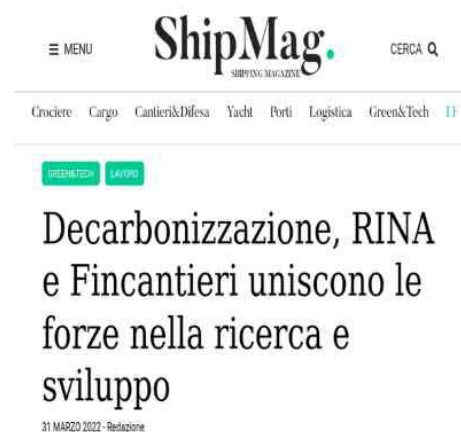 ≡ MENU
ShipMag.
SHIPPING MAGAZINE
CERCA
Crociere Cargo Cantieri&Difesa Yacht Porti Logistica Green&Tech
GREEN&TECH LAVORO
Decarbonizzazione, RINA
e Fincantieri uniscono le
forze nella ricerca e
sviluppo
31 MARZO 2022 - Redazione